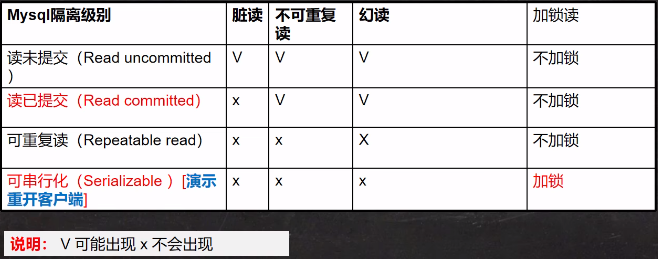 Mysql隔离级别 脏读 不可重复读 幻读 加锁读
读未提交（Read uncommitted） V V V 不加锁
读已提交（Read committed） x V V 不加锁
可重复读（Repeatable read） x x X 不加锁
可串行化（Serializable ）[演示重开客户端] x x x 加锁
说明： V 可能出现 x 不会出现